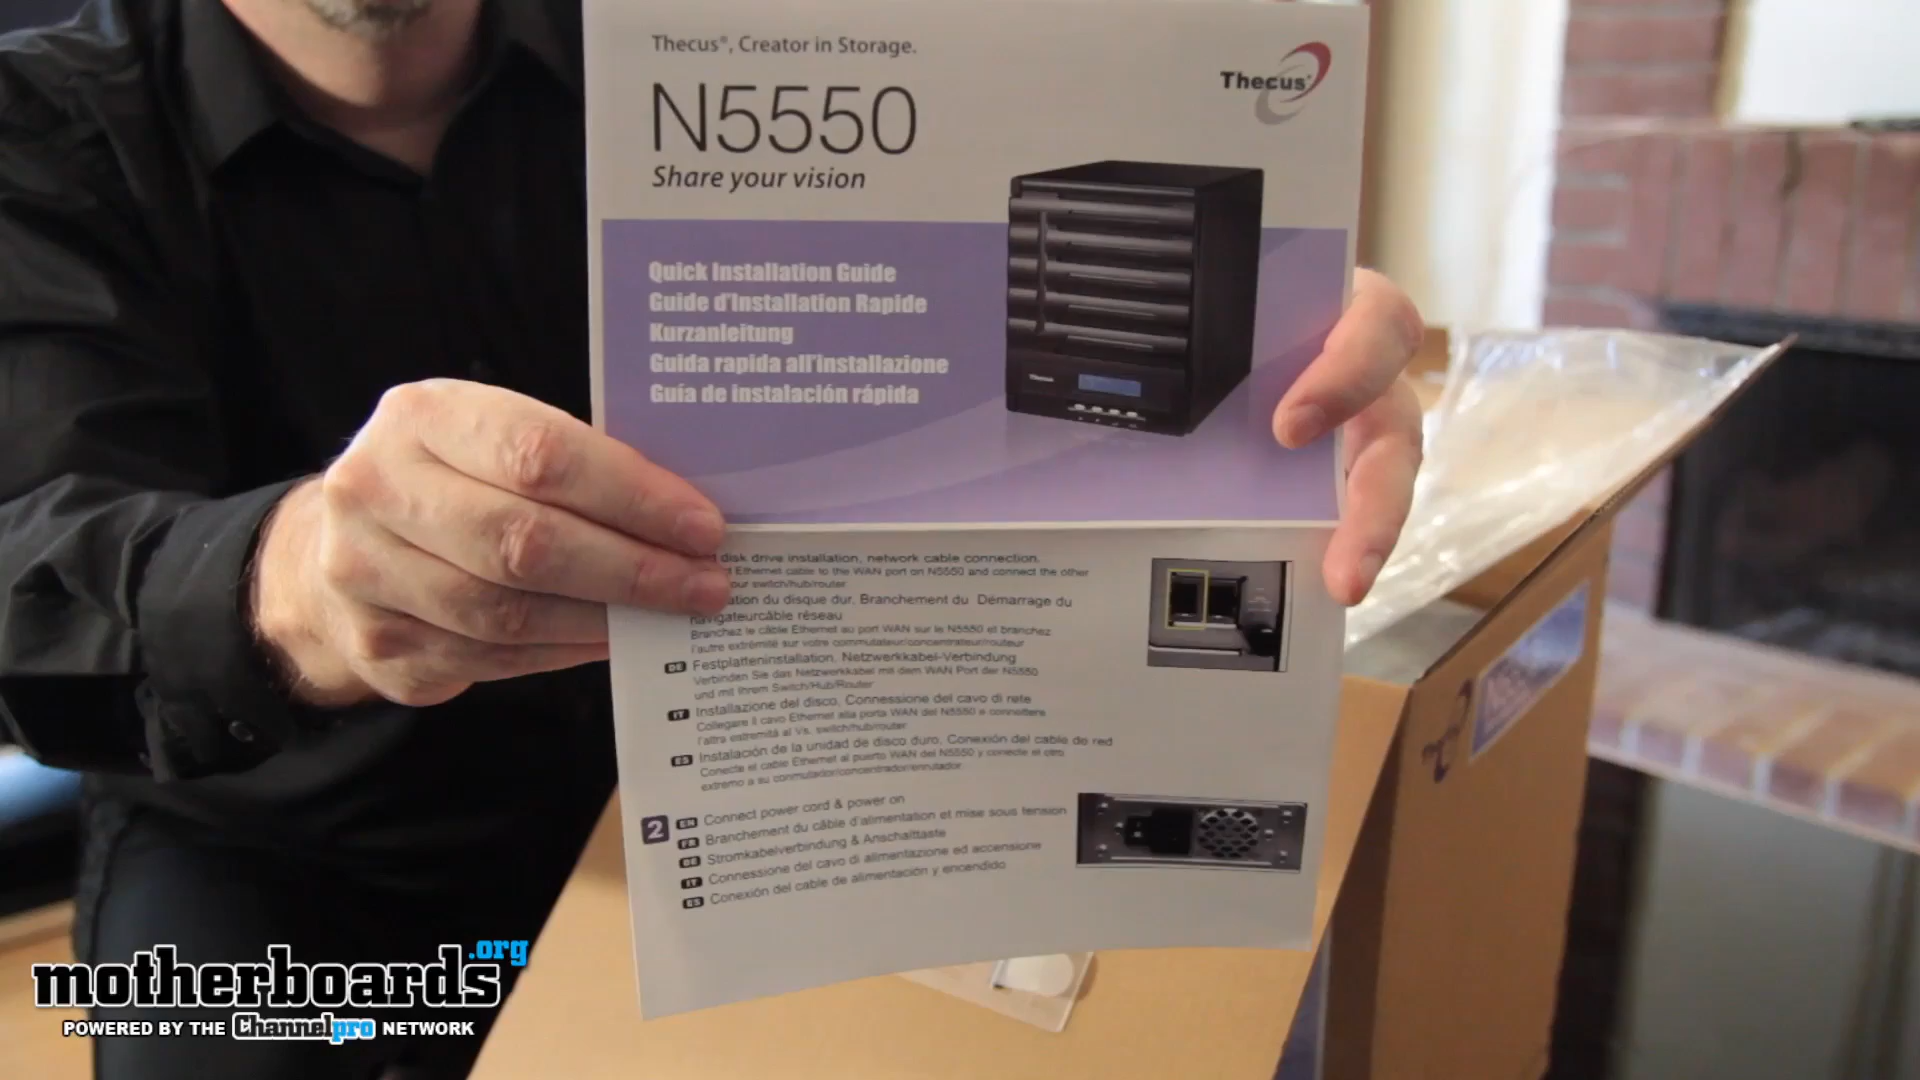 Thecus®, Creator in Storage.
Thecus®
N5550
Share your vision
Quick Installation Guide
Guide d'Installation Rapide
Kurzanleitung
Guida rapida all'installazione
Guía de instalación rápida
Thecus
disk drive installation, network cable connection.
Ethernet cable to the WAN port on N5550 and connect the other
our switch/hub/router.
ation du disque dur, Branchement du Démarrage du
navigateurcâble réseau
Branchez le câble Ethernet au port WAN sur le N5550 et branchez
l'autre extrémité sur votre commutateur/concentrateur/routeur
DE Festplatteninstallation, Netzwerkkabel-Verbindung
Verbinden Sie das Netzwerkkabel mit dem WAN Port der N5550
und mit Ihrem Switch/Hub/Router
IT Installazione del disco, Connessione del cavo di rete
Collegare il cavo Ethernet alla porta WAN del N5550 e connettere
l'altra estremità al Vs. switch/hub/router.
ES Instalación de la unidad de disco duro, Conexión del cable de red
Conecte el cable Ethernet al puerto WAN del N5550 y conecte el otro
extremo a su conmutador/concentrador/enrutador.
2 EN Connect power cord & power on
FR Branchement du câble d'alimentation et mise sous tension
DE Stromkabelverbindung & Anschalttaste
IT Connessione del cavo di alimentazione ed accensione
ES Conexión del cable de alimentación y encendido
motherboards.org
POWERED BY THE Channelpro NETWORK